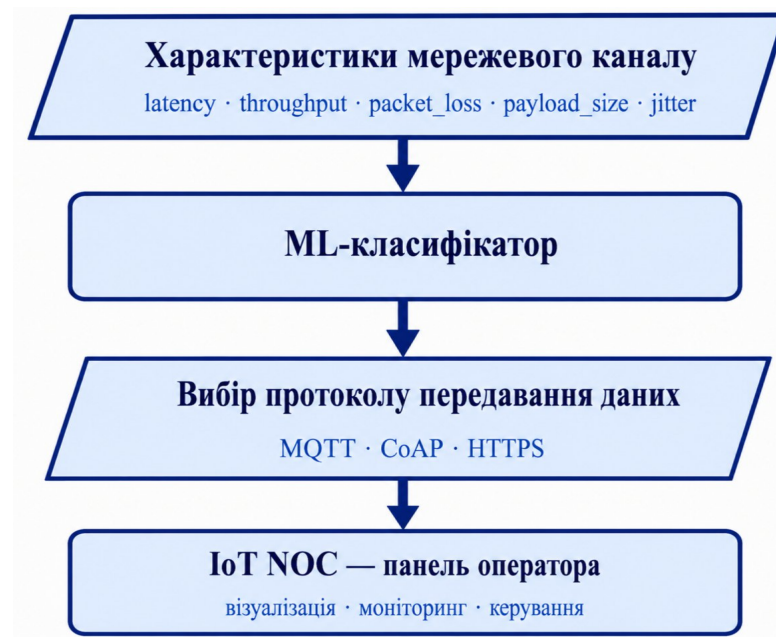 Характеристики мережевого каналу
latency · throughput · packet_loss · payload_size · jitter
ML-класифікатор
Вибір протоколу передавання даних
MQTT · CoAP · HTTPS
IoT NOC — панель оператора
візуалізація · моніторинг · керування